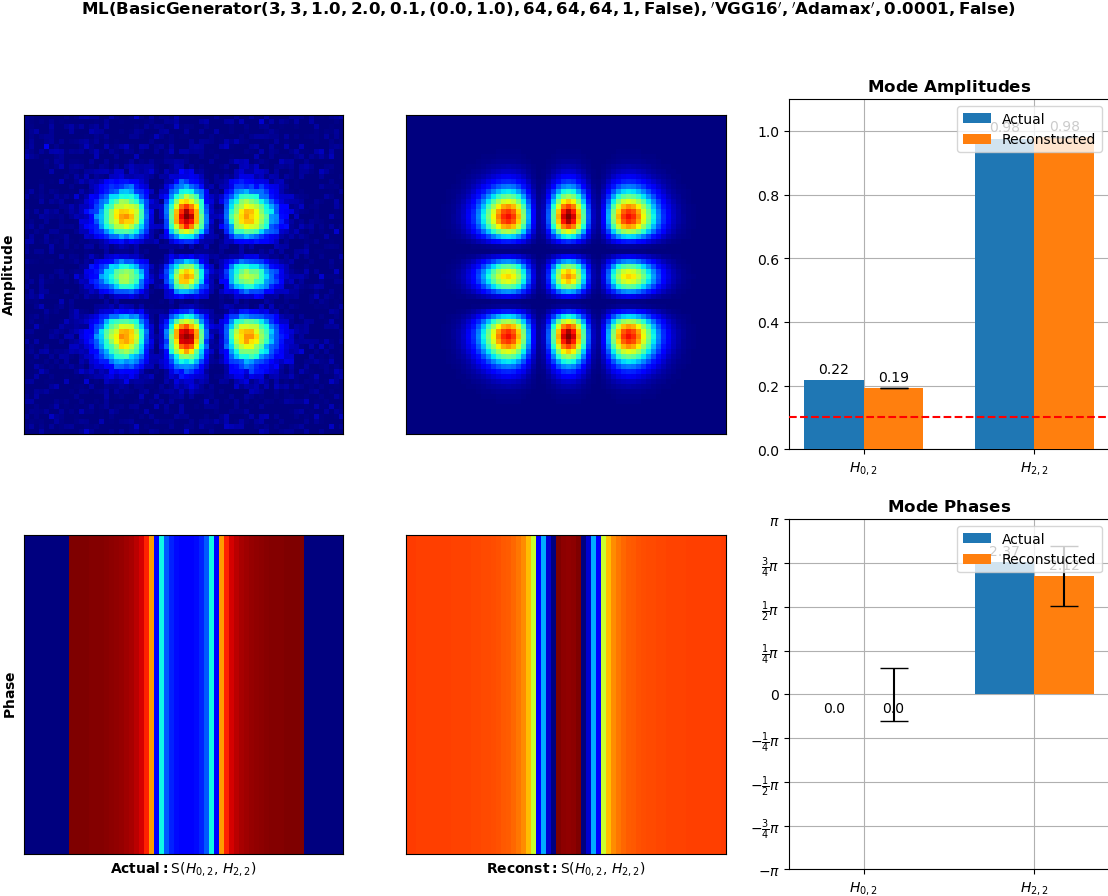 ML(BasicGenerator(3, 3, 1.0, 2.0, 0.1, (0.0, 1.0), 64, 64, 64, 1, False), ′VGG16′, ′Adamax′, 0.0001, False)
Mode Amplitudes
Actual
Reconstucted
0.98
0.98
1.0
0.8
0.6
0.4
0.2
0.0
0.22
0.19
H0, 2
H2, 2
Amplitude
Mode Phases
Actual
Reconstucted
2.37
2.12
π
3/4π
1/2π
1/4π
0
−1/4π
−1/2π
−3/4π
−π
0.0
0.0
H0, 2
H2, 2
Phase
Actual: S(H0, 2, H2, 2)
Reconst: S(H0, 2, H2, 2)